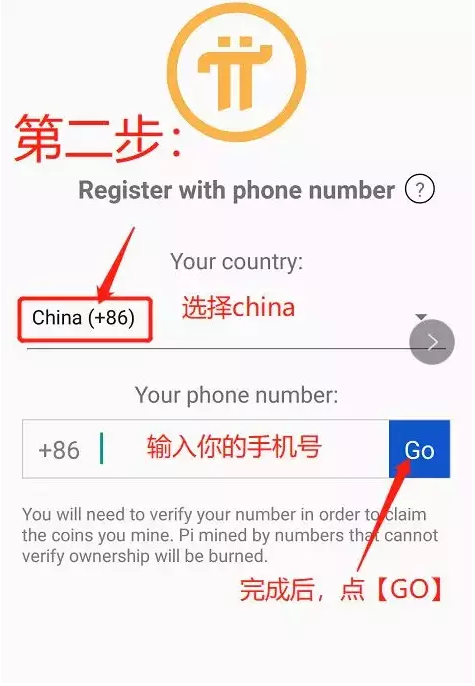 第二步：
Register with phone number ?
Your country:
China (+86) 选择china
Your phone number:
+86 输入你的手机号 Go
You will need to verify your number in order to claim
the coins you mine. Pi mined by numbers that cannot
verify ownership will be burned.
完成后，点【GO】